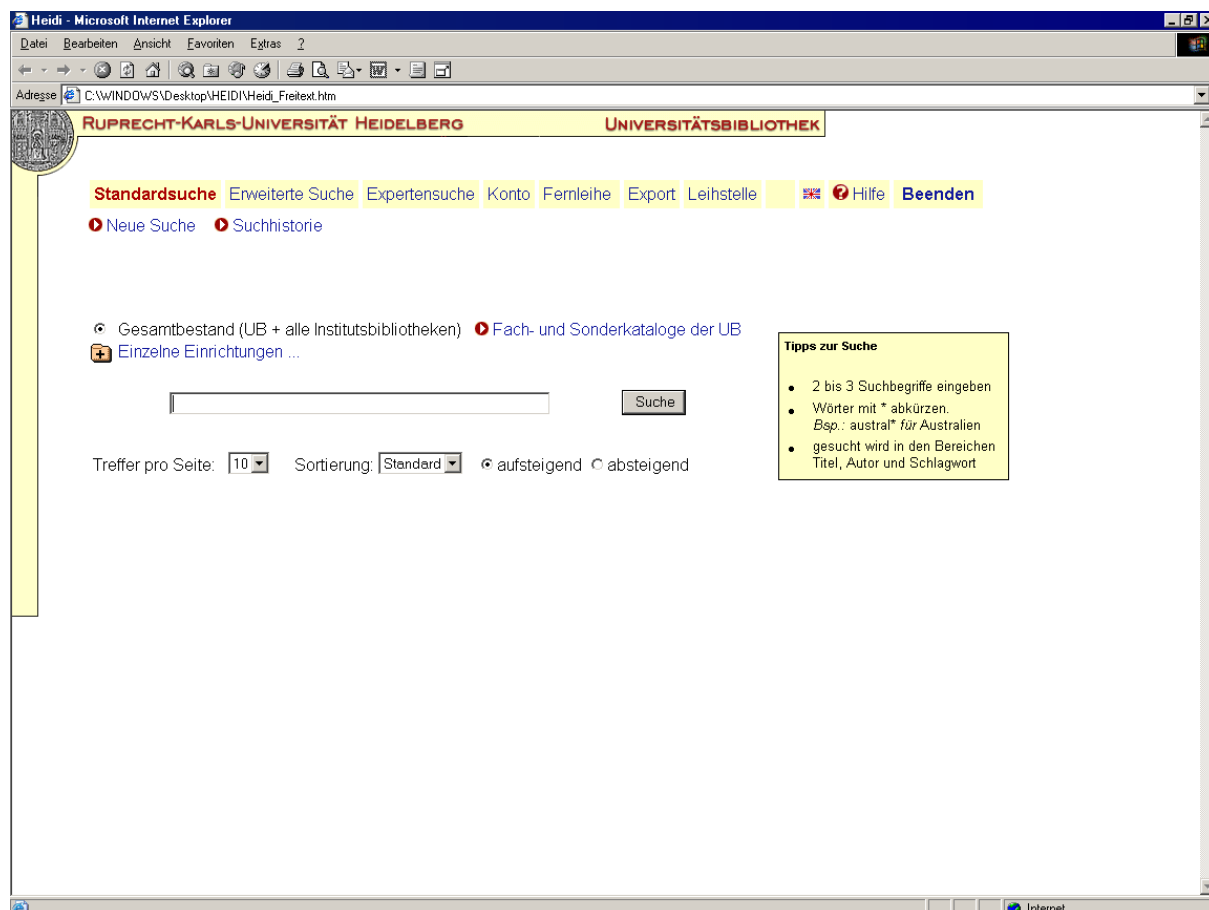 Heidi - Microsoft Internet Explorer
Datei Bearbeiten Ansicht Favoriten Extras ?
Adresse C:\WINDOWS\Desktop\HEIDI\Heidi_Freitext.htm
RUPRECHT-KARLS-UNIVERSITÄT HEIDELBERG UNIVERSITÄTSBIBLIOTHEK
Standardsuche Erweiterte Suche Expertensuche Konto Fernleihe Export Leihstelle Hilfe Beenden
Neue Suche Suchhistorie
Gesamtbestand (UB + alle Institutsbibliotheken) Fach- und Sonderkataloge der UB
Einzelne Einrichtungen ...
Suche
Treffer pro Seite: 10 Sortierung: Standard aufsteigend absteigend
Tipps zur Suche
2 bis 3 Suchbegriffe eingeben
Wörter mit * abkürzen.
Bsp.: austral* für Australien
gesucht wird in den Bereichen
Titel, Autor und Schlagwort
Internet